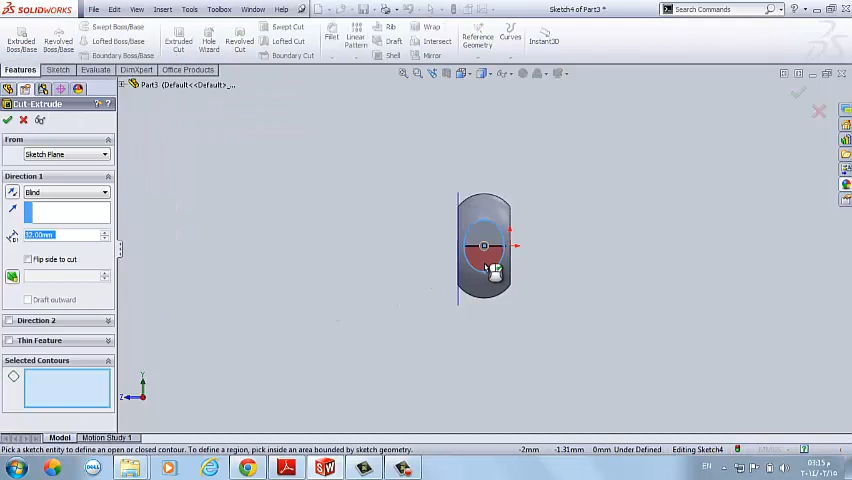 SOLIDWORKS File Edit View Insert Tools Toolbox Window Help Sketch4 of Part3 * Search Commands
Extruded Boss/Base Revolved Boss/Base Swept Boss/Base Lofted Boss/Base Boundary Boss/Base Extruded Cut Hole Wizard Revolved Cut Swept Cut Lofted Cut Boundary Cut Fillet Linear Pattern Rib Draft Shell Wrap Intersect Mirror Reference Geometry Curves Instant3D
Features Sketch Evaluate DimXpert Office Products
Part3 (Default<<Default>_...
Cut-Extrude
From
Sketch Plane
Direction 1
Blind
32.00mm
Flip side to cut
Draft outward
Direction 2
Thin Feature
Selected Contours
Y
Z
Model Motion Study 1
Pick a sketch entity to define an open or closed contour. To define a region, pick inside an area bounded by sketch geometry. -2mm -1.31mm 0mm Under Defined Editing Sketch4
EN
03:15 م